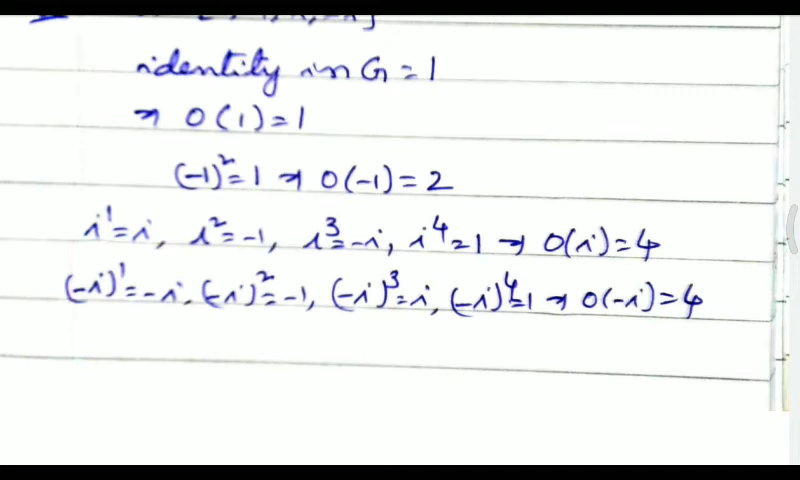 identity in G = 1
→ O(1) = 1
(-1)² = 1 → O(-1) = 2
i¹ = i, i² = -1, i³ = -i, i⁴ = 1 → O(i) = 4
(-i)¹ = -i, (-i)² = -1, (-i)³ = i, (-i)⁴ = 1 → O(-i) = 4